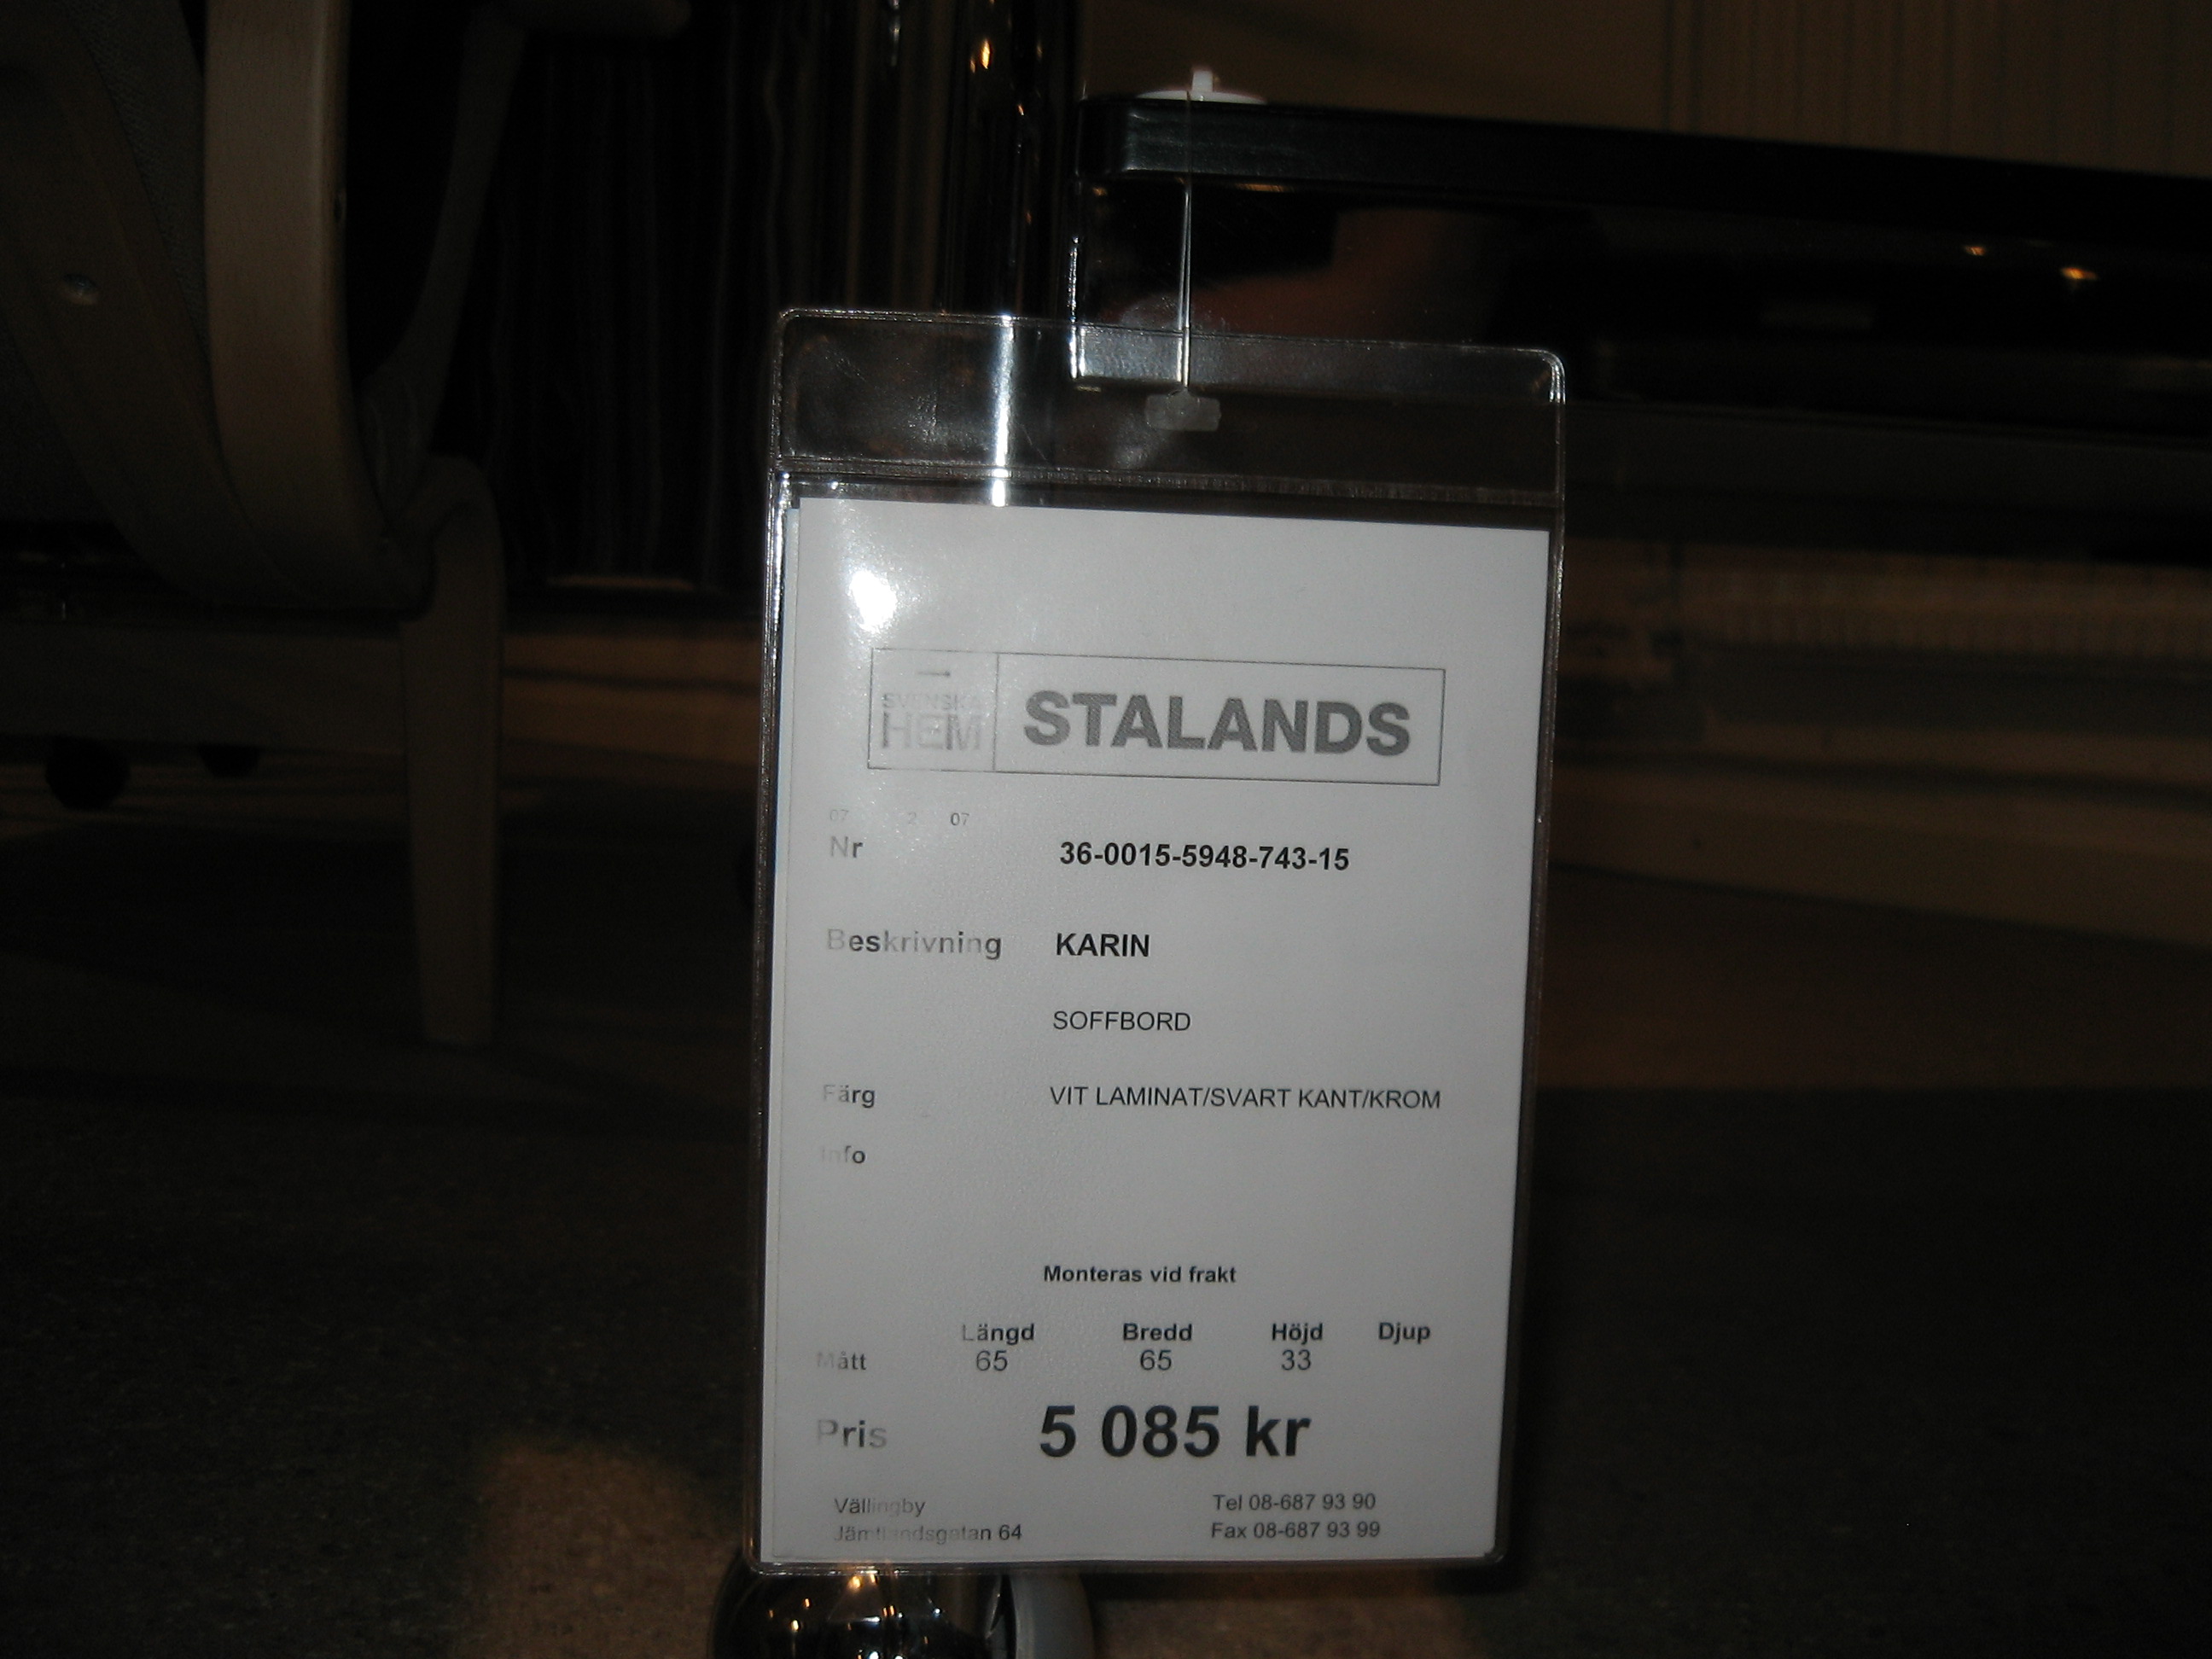 SVENSKA
HEM STALANDS
07 2 07
Nr 36-0015-5948-743-15
Beskrivning KARIN
SOFFBORD
Färg VIT LAMINAT/SVART KANT/KROM
Info
Monteras vid frakt
Längd Bredd Höjd Djup
Mått 65 65 33
Pris 5 085 kr
Vällingby Tel 08-687 93 90
Jämtlandsgatan 64 Fax 08-687 93 99